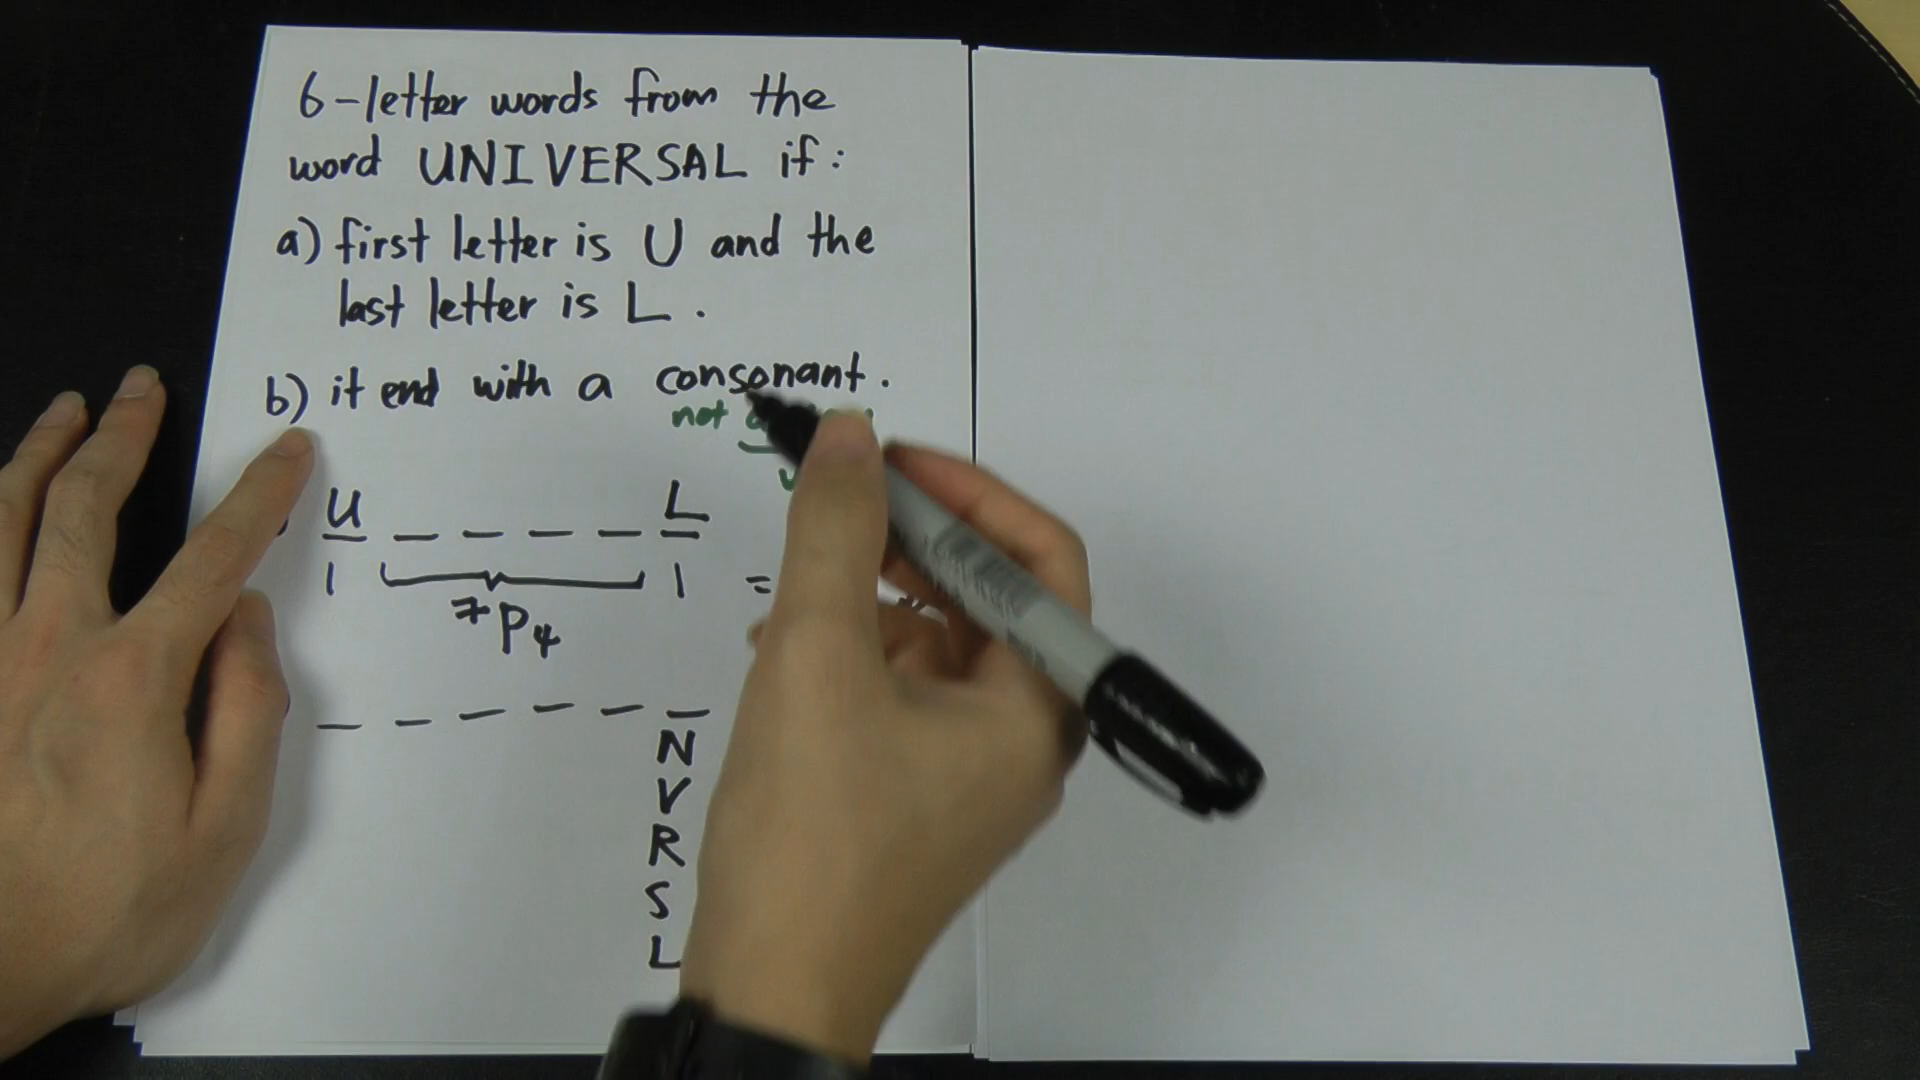 6-letter words from the
word UNIVERSAL if:
a) first letter is U and the
last letter is L.
b) it end with a consonant.
not
U _ _ _ _ L
1 1 =
⁷P₄
_ _ _ _ _ _
N
V
R
S
L